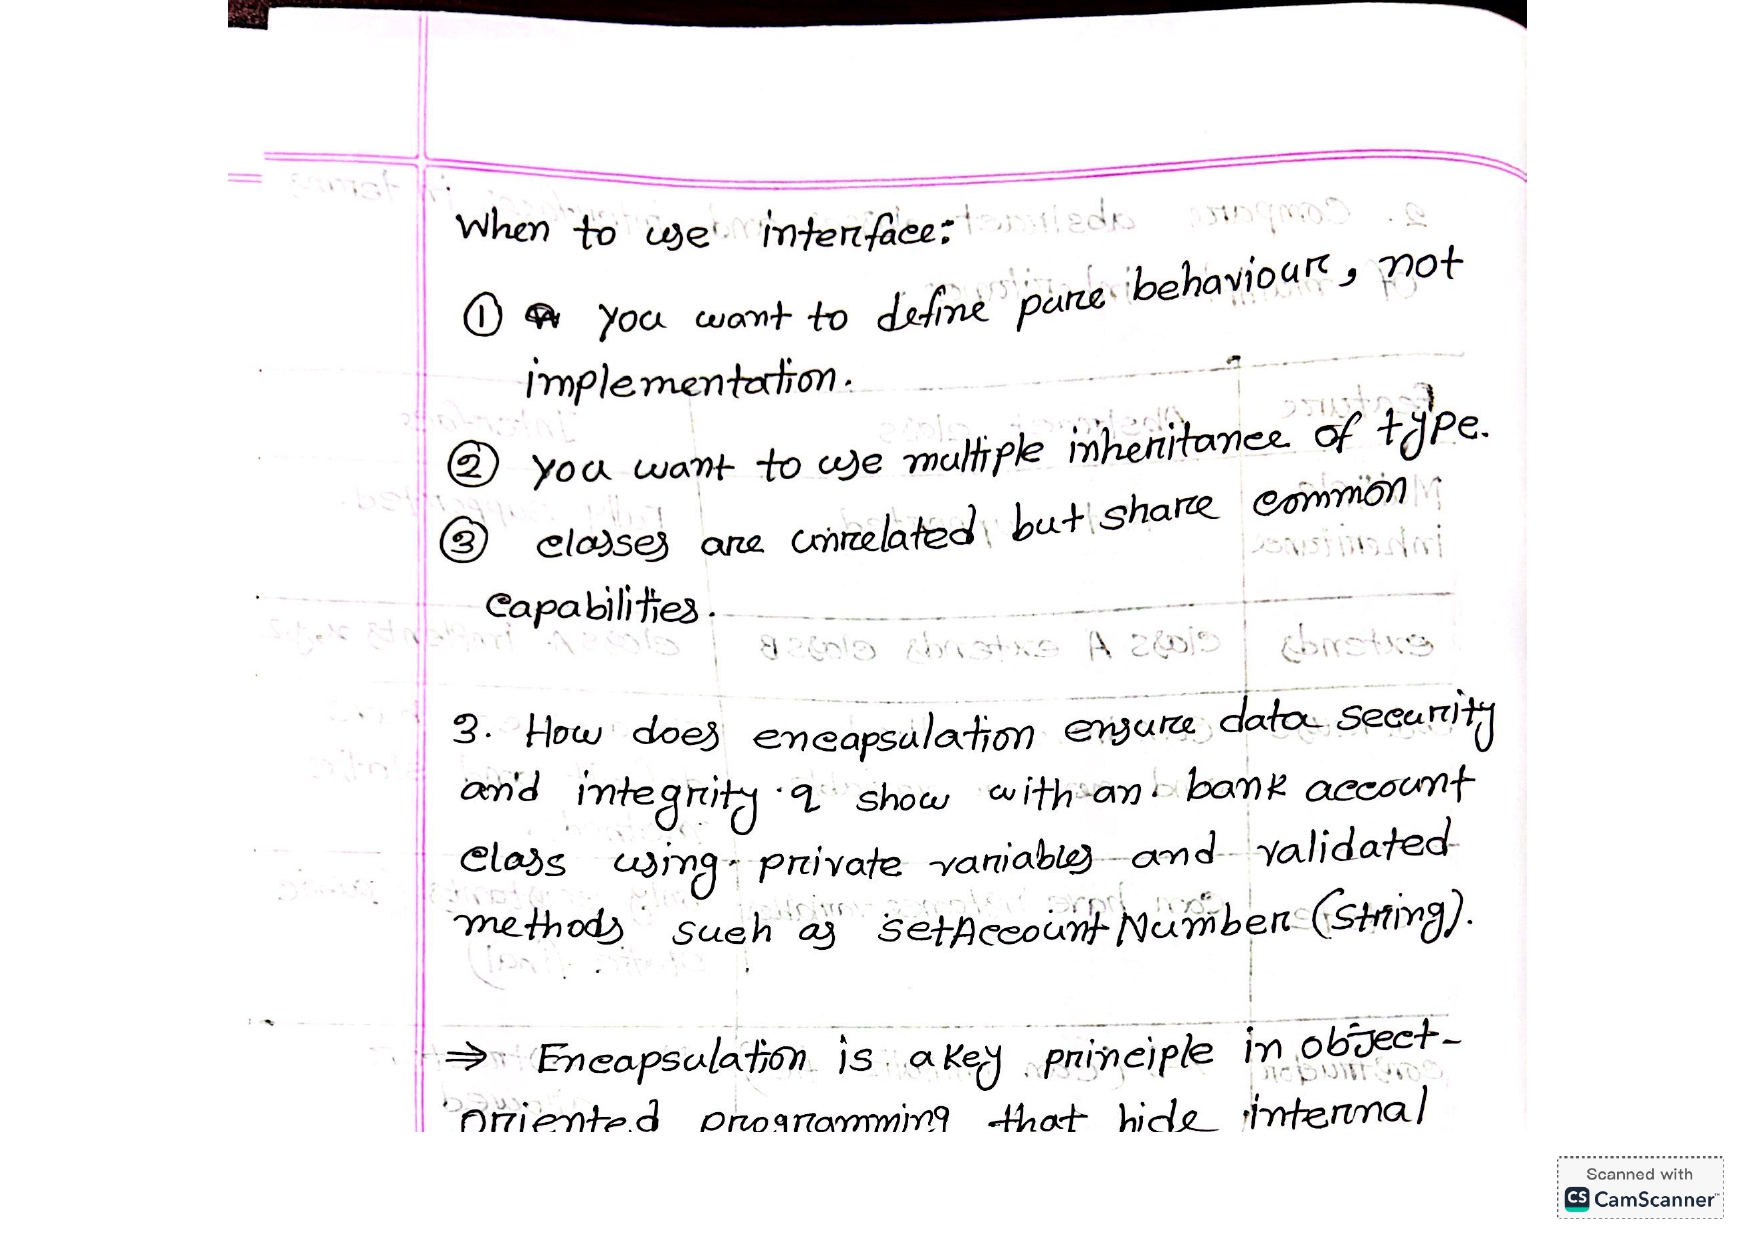 When to use interface:
① you want to define pure behaviour, not
implementation.
② you want to use multiple inheritance of type.
③ classes are unrelated but share common
capabilities.
3. How does encapsulation ensure data security
and integrity? show with an bank account
class using private variables and validated
methods such as setAccountNumber (String).
⇒ Encapsulation is a key principle in object-
oriented programming that hide internal
Scanned with
CS CamScanner